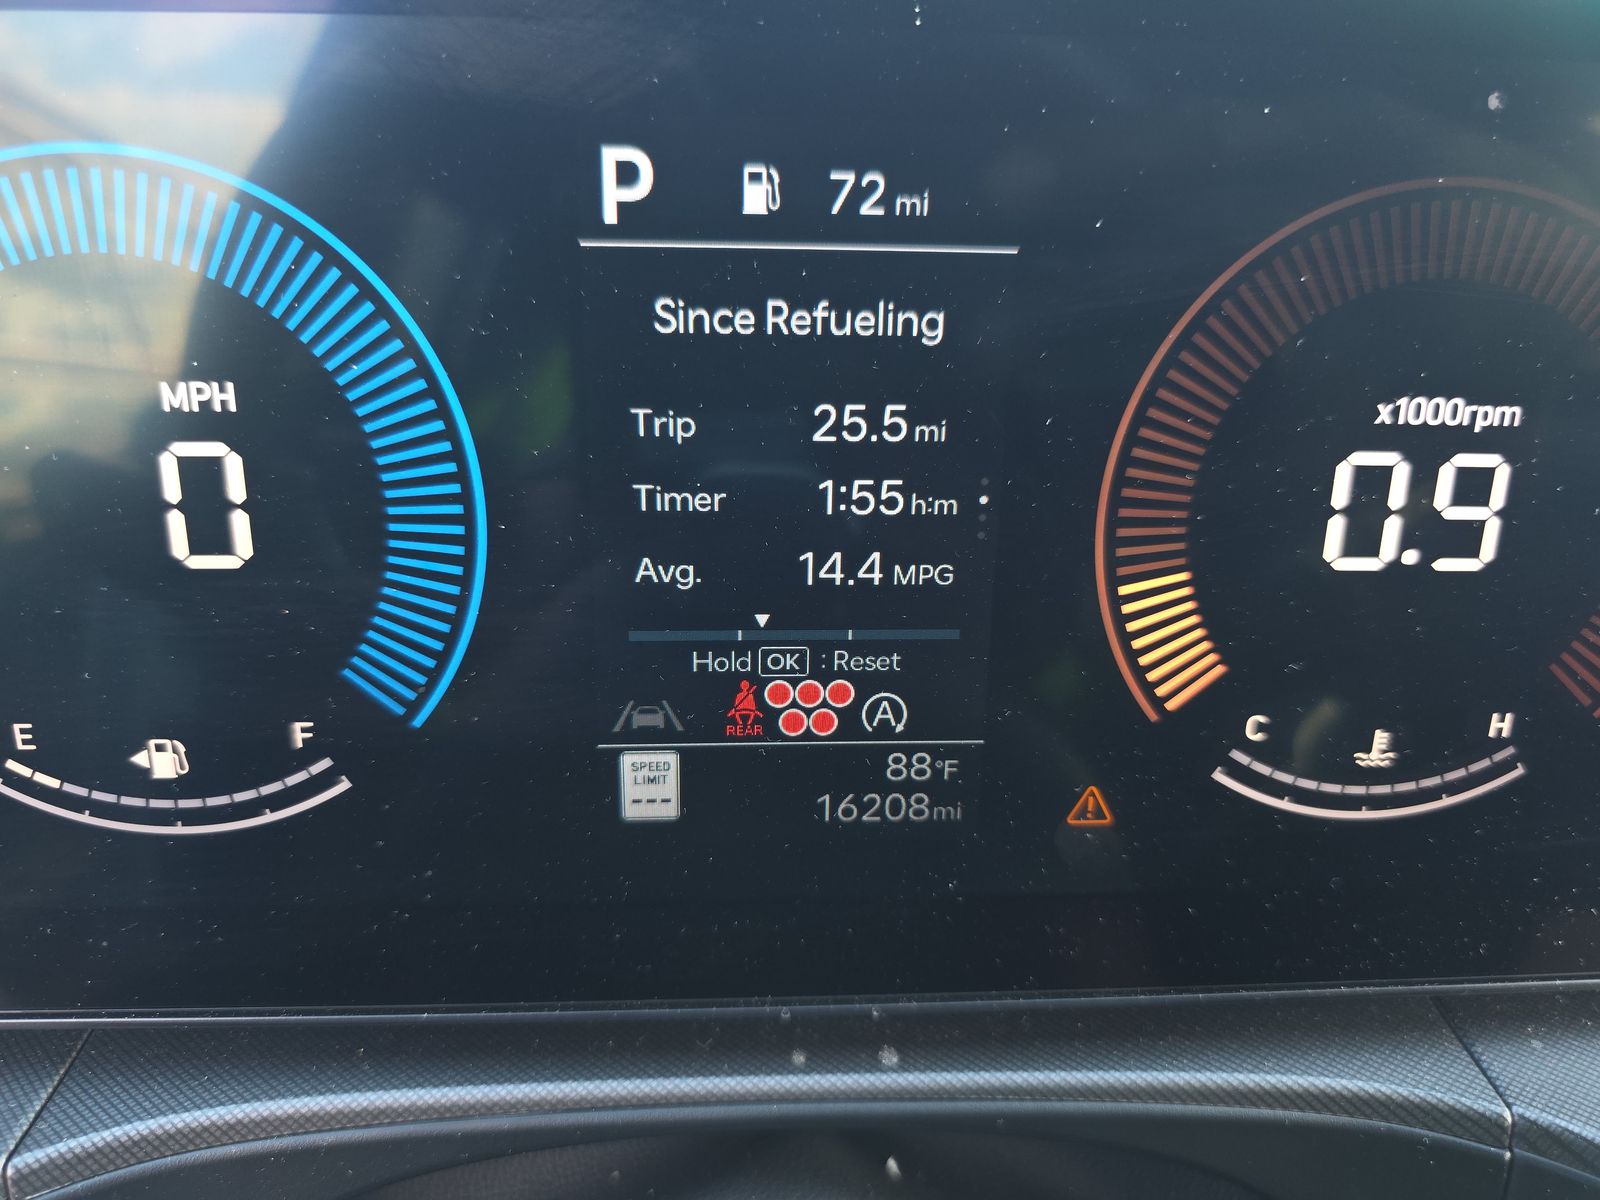 P 72 mi
Since Refueling
Trip 25.5 mi
Timer 1:55 h:m
Avg. 14.4 MPG
Hold OK : Reset
REAR
A
SPEED
LIMIT
---
88°F
16208mi
MPH
0
E F
x1000rpm
0.9
C H